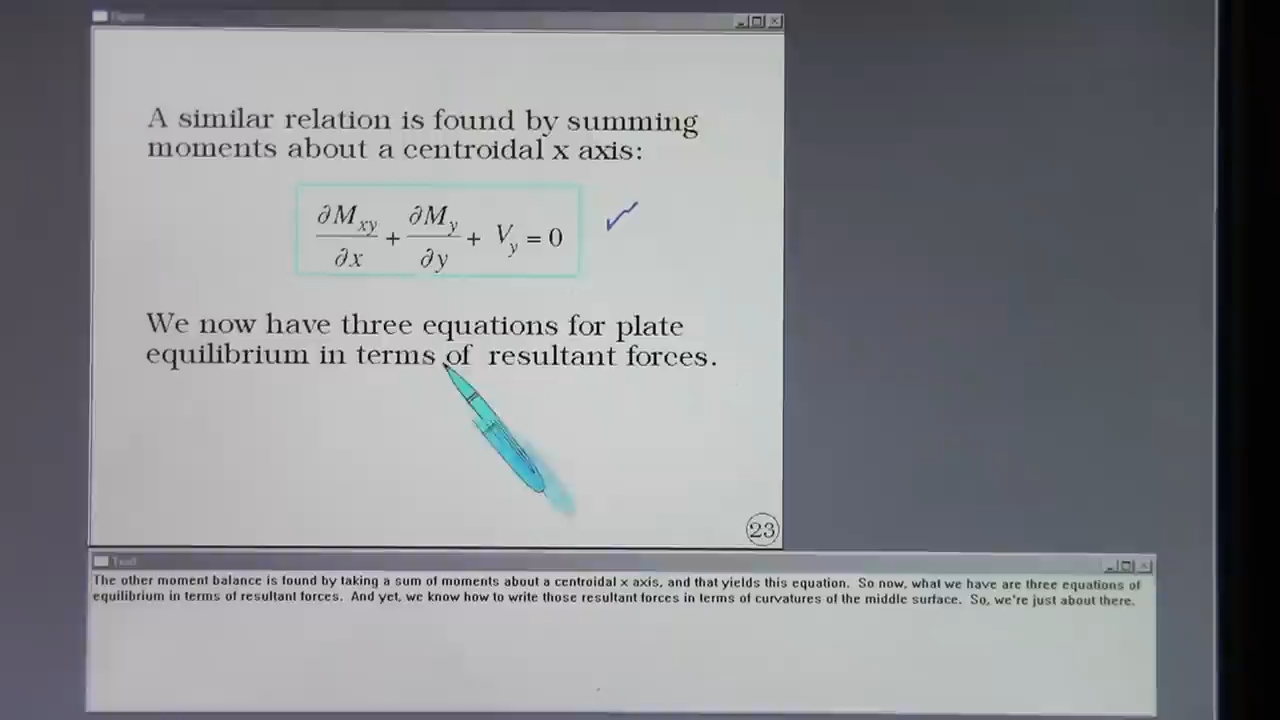 Figure
A similar relation is found by summing
moments about a centroidal x axis:
∂M_xy/∂x + ∂M_y/∂y + V_y = 0
We now have three equations for plate
equilibrium in terms of resultant forces.
23
Text
The other moment balance is found by taking a sum of moments about a centroidal x axis, and that yields this equation. So now, what we have are three equations of
equilibrium in terms of resultant forces. And yet, we know how to write those resultant forces in terms of curvatures of the middle surface. So, we're just about there.